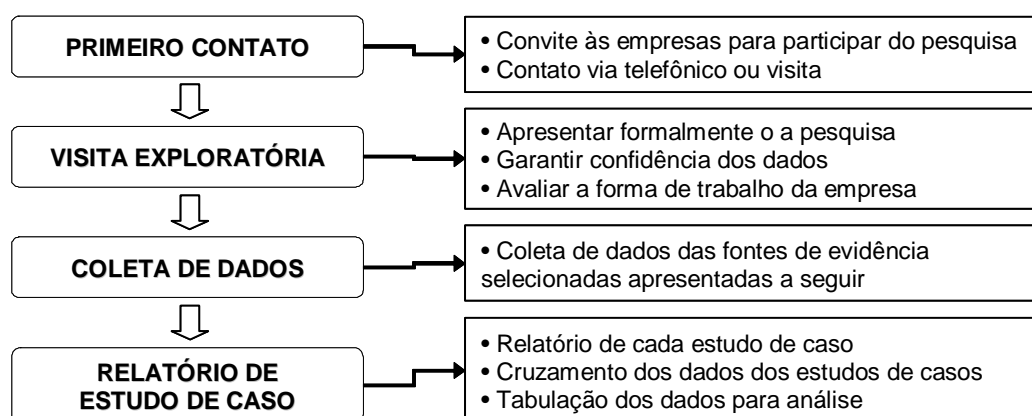 PRIMEIRO CONTATO
• Convite às empresas para participar do pesquisa
• Contato via telefônico ou visita
VISITA EXPLORATÓRIA
• Apresentar formalmente o a pesquisa
• Garantir confidência dos dados
• Avaliar a forma de trabalho da empresa
COLETA DE DADOS
• Coleta de dados das fontes de evidência
selecionadas apresentadas a seguir
RELATÓRIO DE
ESTUDO DE CASO
• Relatório de cada estudo de caso
• Cruzamento dos dados dos estudos de casos
• Tabulação dos dados para análise